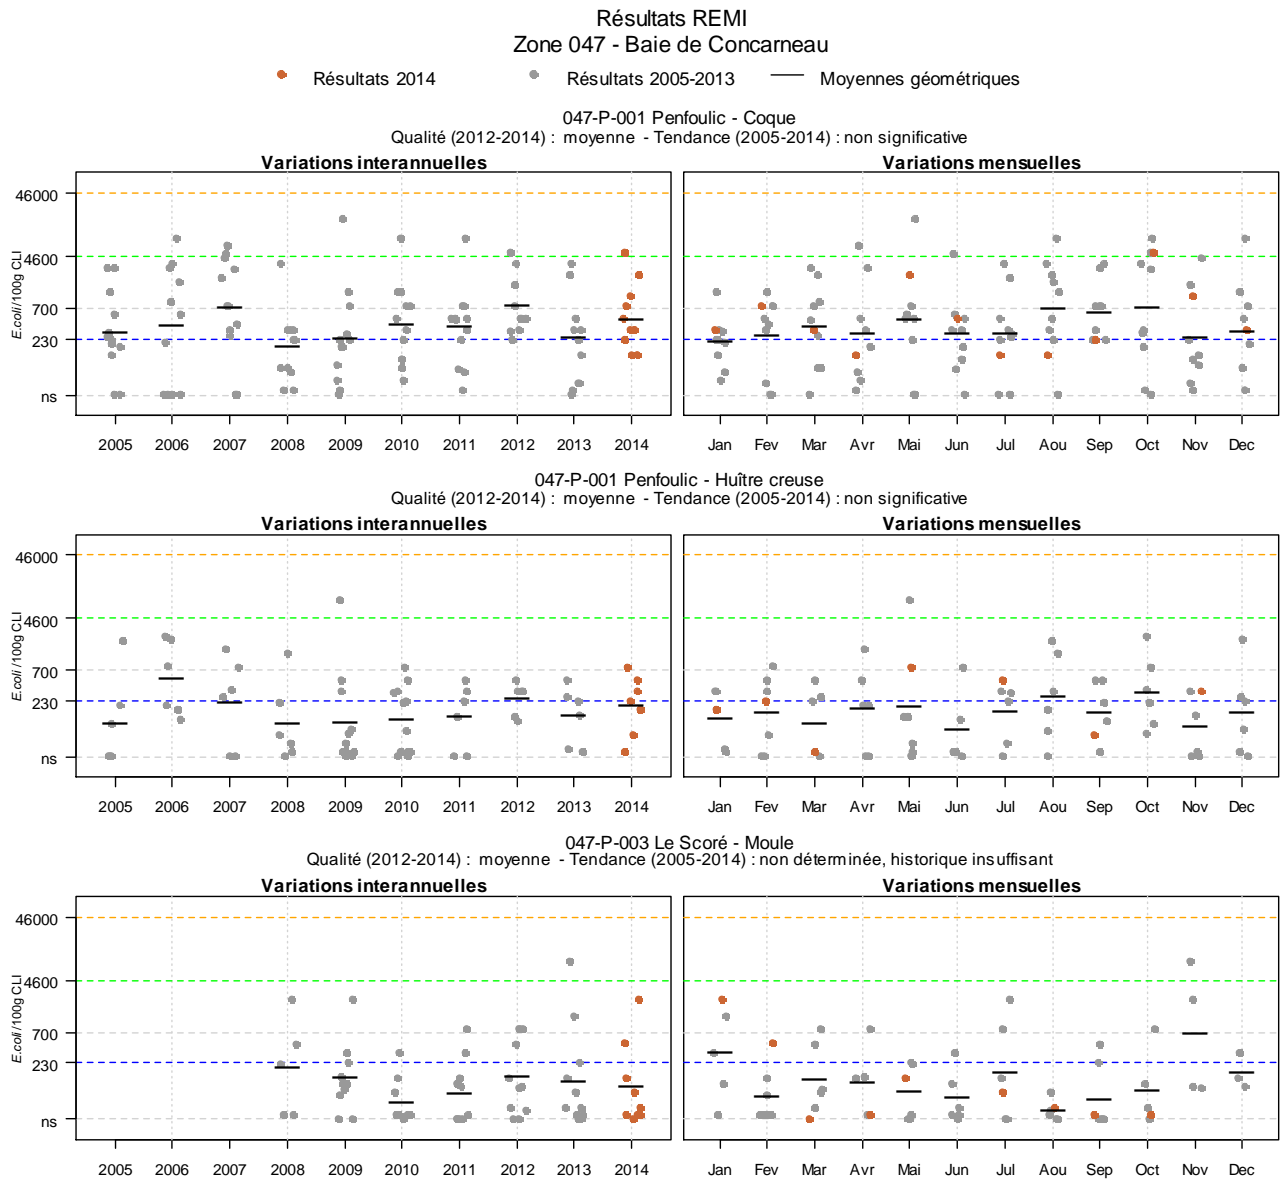 Résultats REMI
Zone 047 - Baie de Concarneau
Résultats 2014 Résultats 2005-2013 Moyennes géométriques
047-P-001 Penfoulic - Coque
Qualité (2012-2014) : moyenne - Tendance (2005-2014) : non significative
Variations interannuelles Variations mensuelles
E.coli/100g CLI
46000
4600
700
230
ns
2005 2006 2007 2008 2009 2010 2011 2012 2013 2014 Jan Fev Mar Avr Mai Jun Jul Aou Sep Oct Nov Dec
047-P-001 Penfoulic - Huître creuse
Qualité (2012-2014) : moyenne - Tendance (2005-2014) : non significative
Variations interannuelles Variations mensuelles
E.coli/100g CLI
46000
4600
700
230
ns
2005 2006 2007 2008 2009 2010 2011 2012 2013 2014 Jan Fev Mar Avr Mai Jun Jul Aou Sep Oct Nov Dec
047-P-003 Le Scoré - Moule
Qualité (2012-2014) : moyenne - Tendance (2005-2014) : non déterminée, historique insuffisant
Variations interannuelles Variations mensuelles
E.coli/100g CLI
46000
4600
700
230
ns
2005 2006 2007 2008 2009 2010 2011 2012 2013 2014 Jan Fev Mar Avr Mai Jun Jul Aou Sep Oct Nov Dec